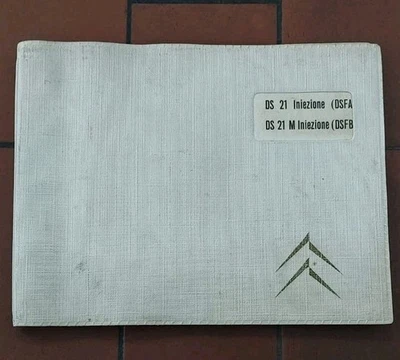 DS 21 Iniezione (DSFA
DS 21 M Iniezione (DSFB